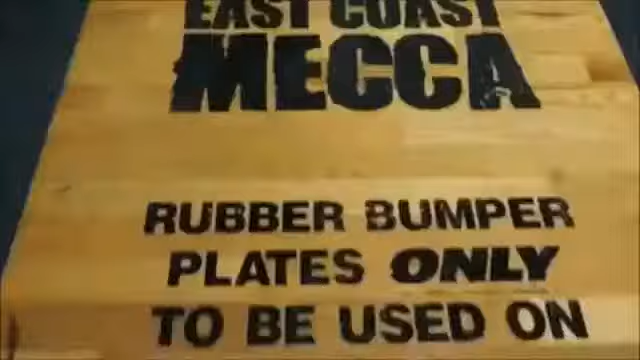 EAST COAST
MECCA
RUBBER BUMPER
PLATES ONLY
TO BE USED ON